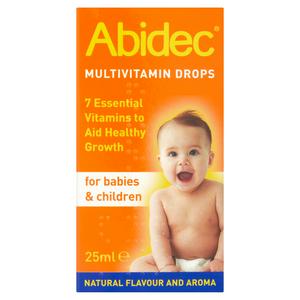 Abidec®
MULTIVITAMIN DROPS
7 Essential
Vitamins to
Aid Healthy
Growth
for babies
& children
25ml ℮
NATURAL FLAVOUR AND AROMA